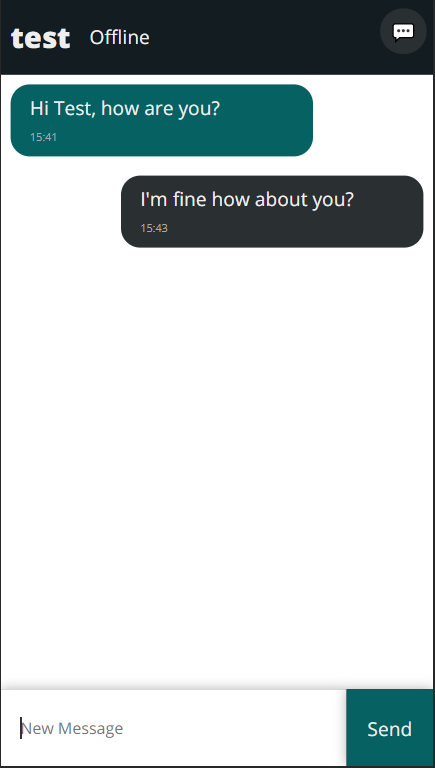 test Offline
Hi Test, how are you?
15:41
I'm fine how about you?
15:43
New Message
Send